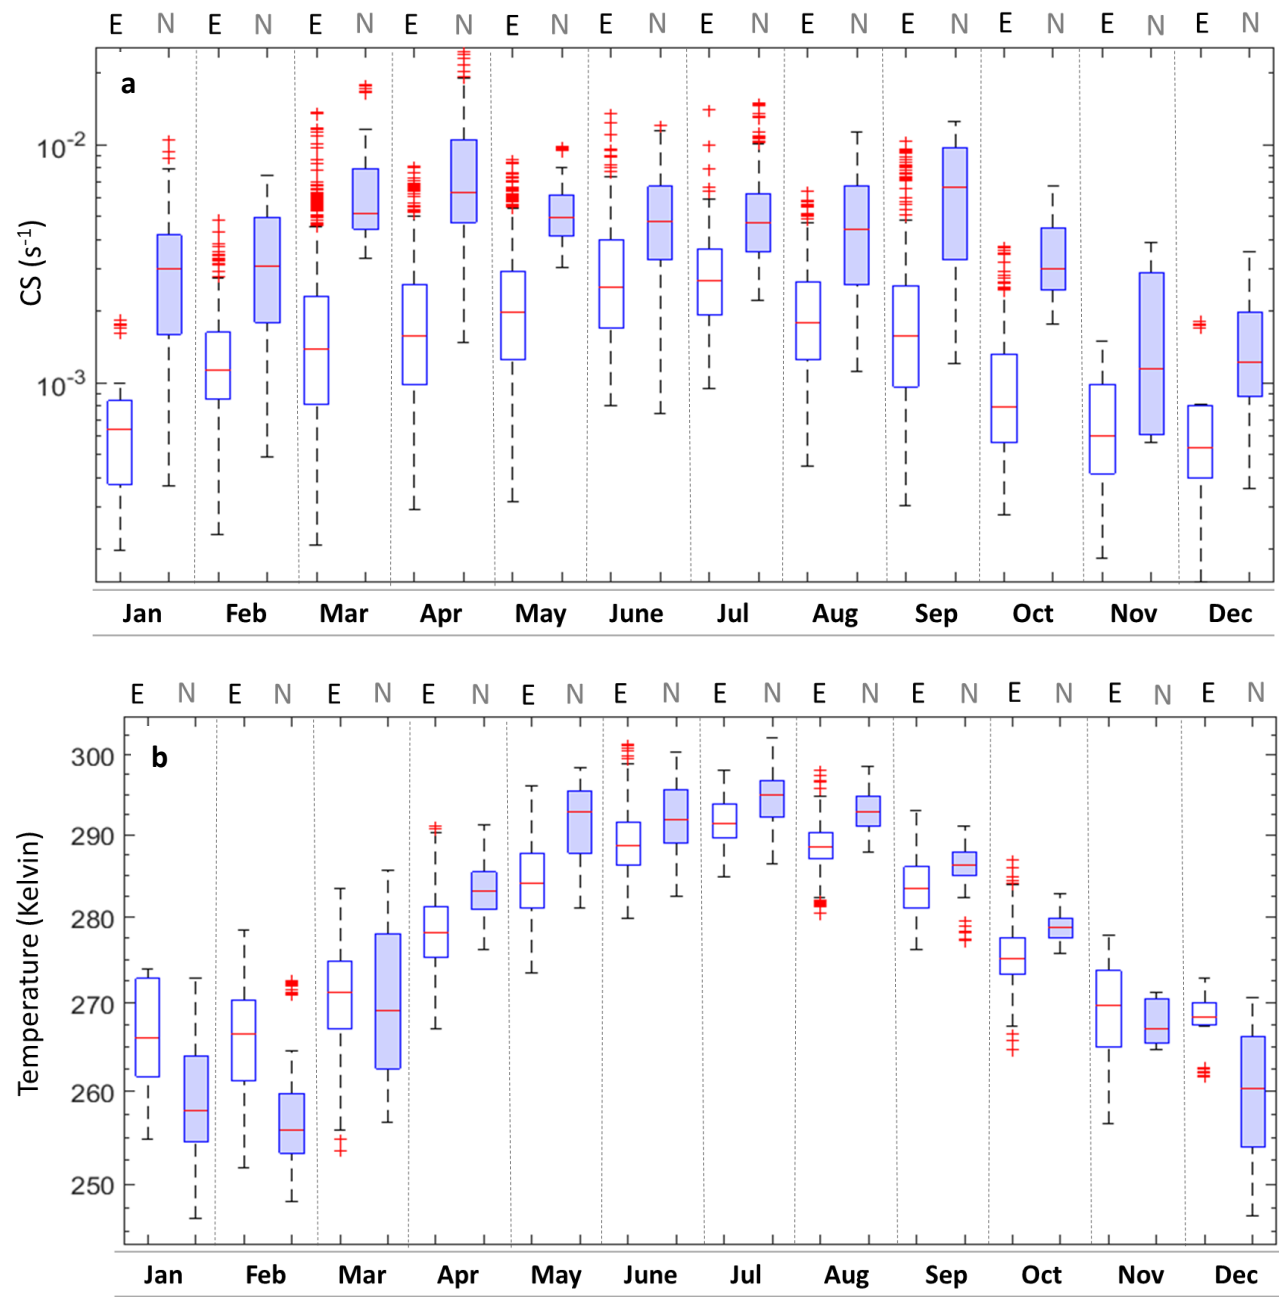 E N E N E N E N E N E N E N E N E N E N E N E N
a
10⁻²
10⁻³
CS (s⁻¹)
Jan Feb Mar Apr May June Jul Aug Sep Oct Nov Dec
E N E N E N E N E N E N E N E N E N E N E N E N
b
300
290
280
270
260
250
Temperature (Kelvin)
Jan Feb Mar Apr May June Jul Aug Sep Oct Nov Dec